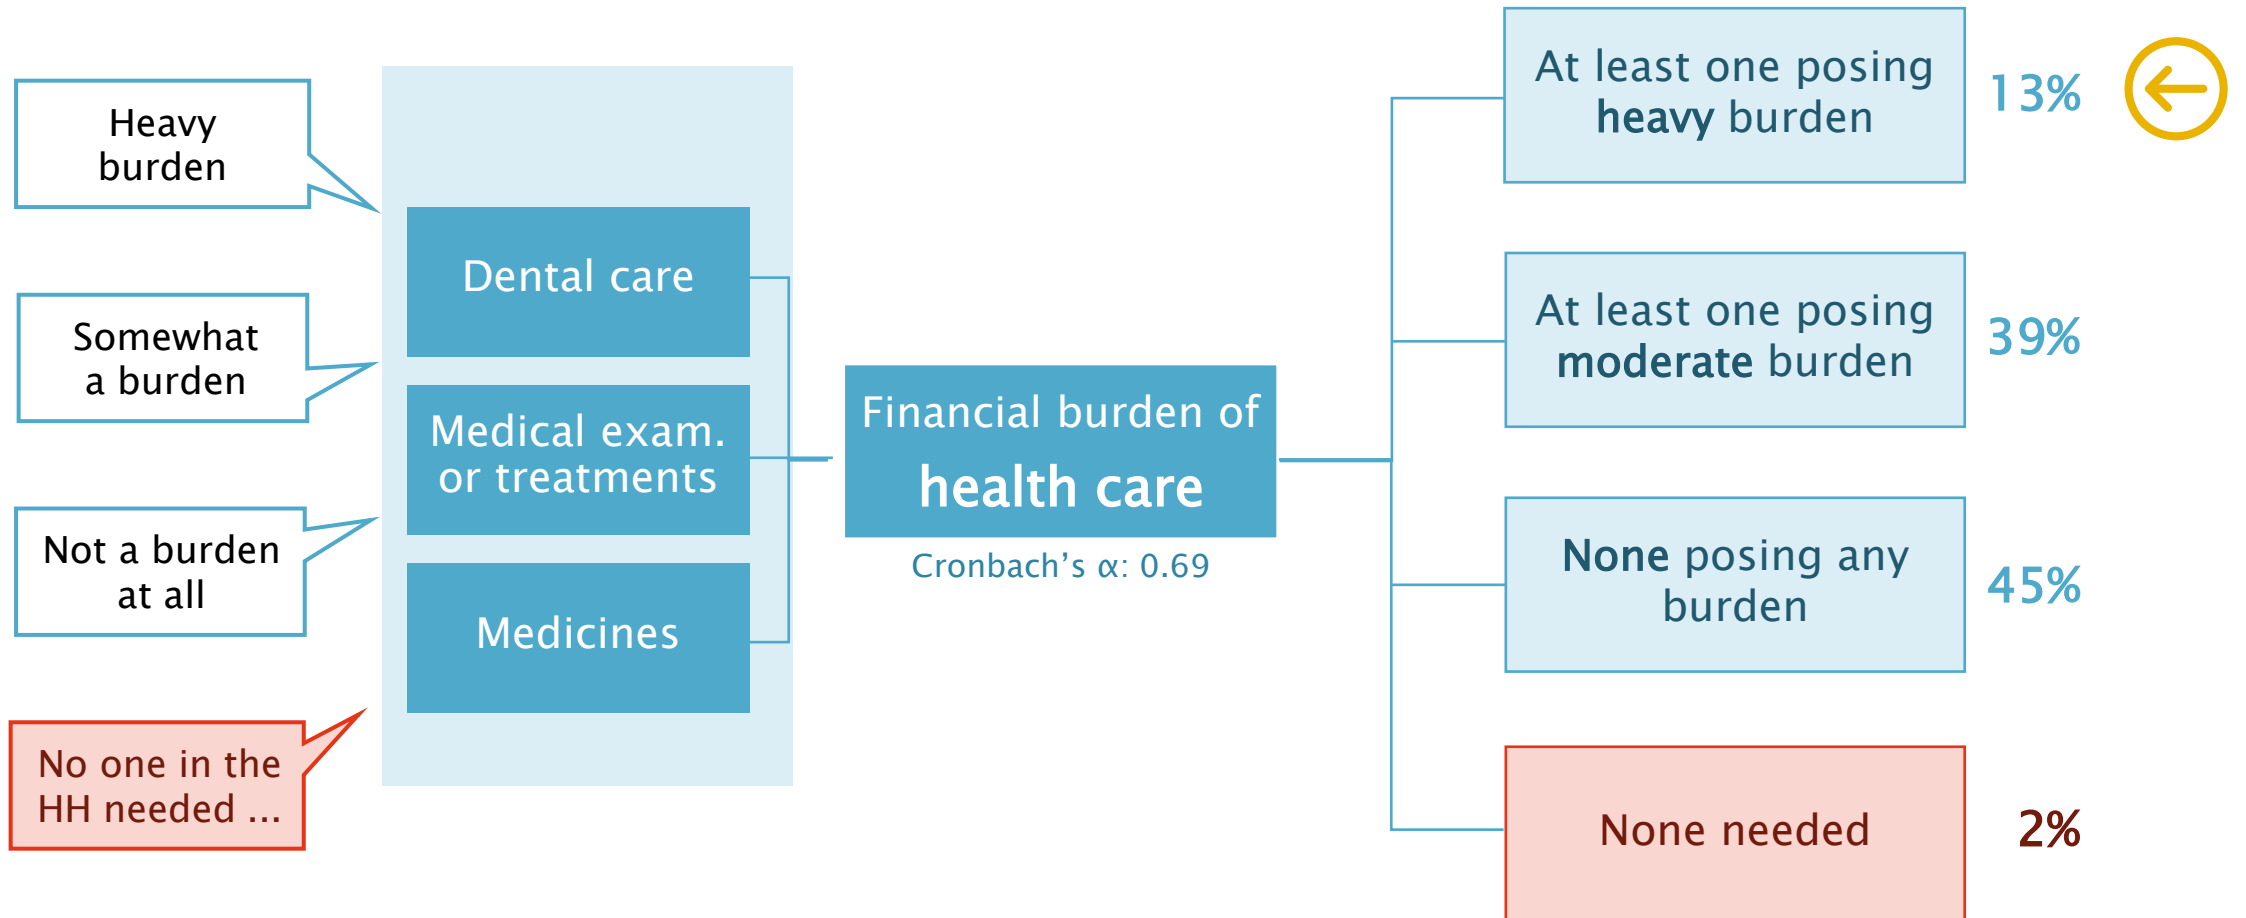 Heavy
burden
Somewhat
a burden
Not a burden
at all
No one in the
HH needed ...
Dental care
Medical exam.
or treatments
Medicines
Financial burden of
health care
Cronbach's α: 0.69
At least one posing
heavy burden
13%
At least one posing
moderate burden
39%
None posing any
burden
45%
None needed
2%